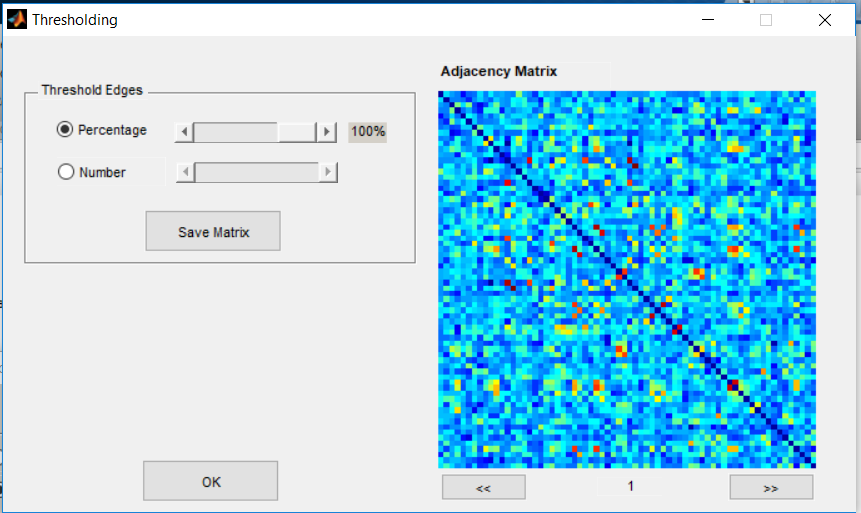 Thresholding
Threshold Edges
Percentage
100%
Number
Save Matrix
OK
Adjacency Matrix
<<
1
>>